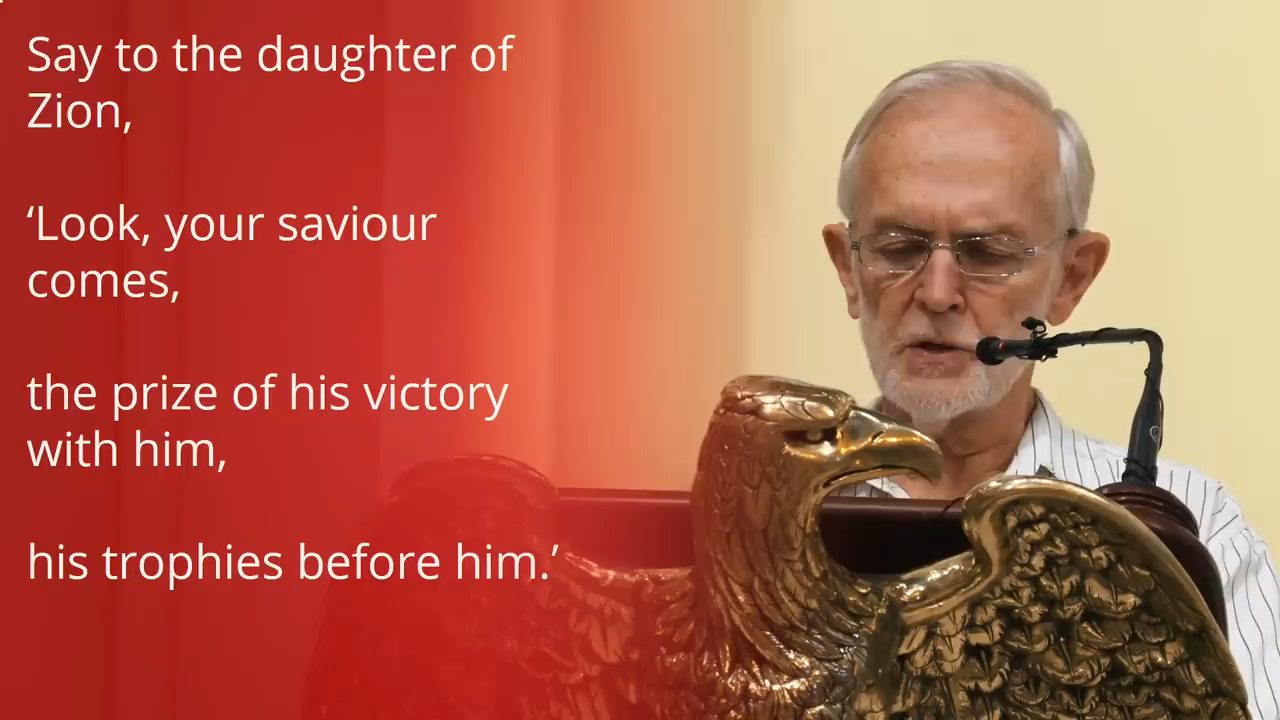 Say to the daughter of
Zion,
‘Look, your saviour
comes,
the prize of his victory
with him,
his trophies before him.’